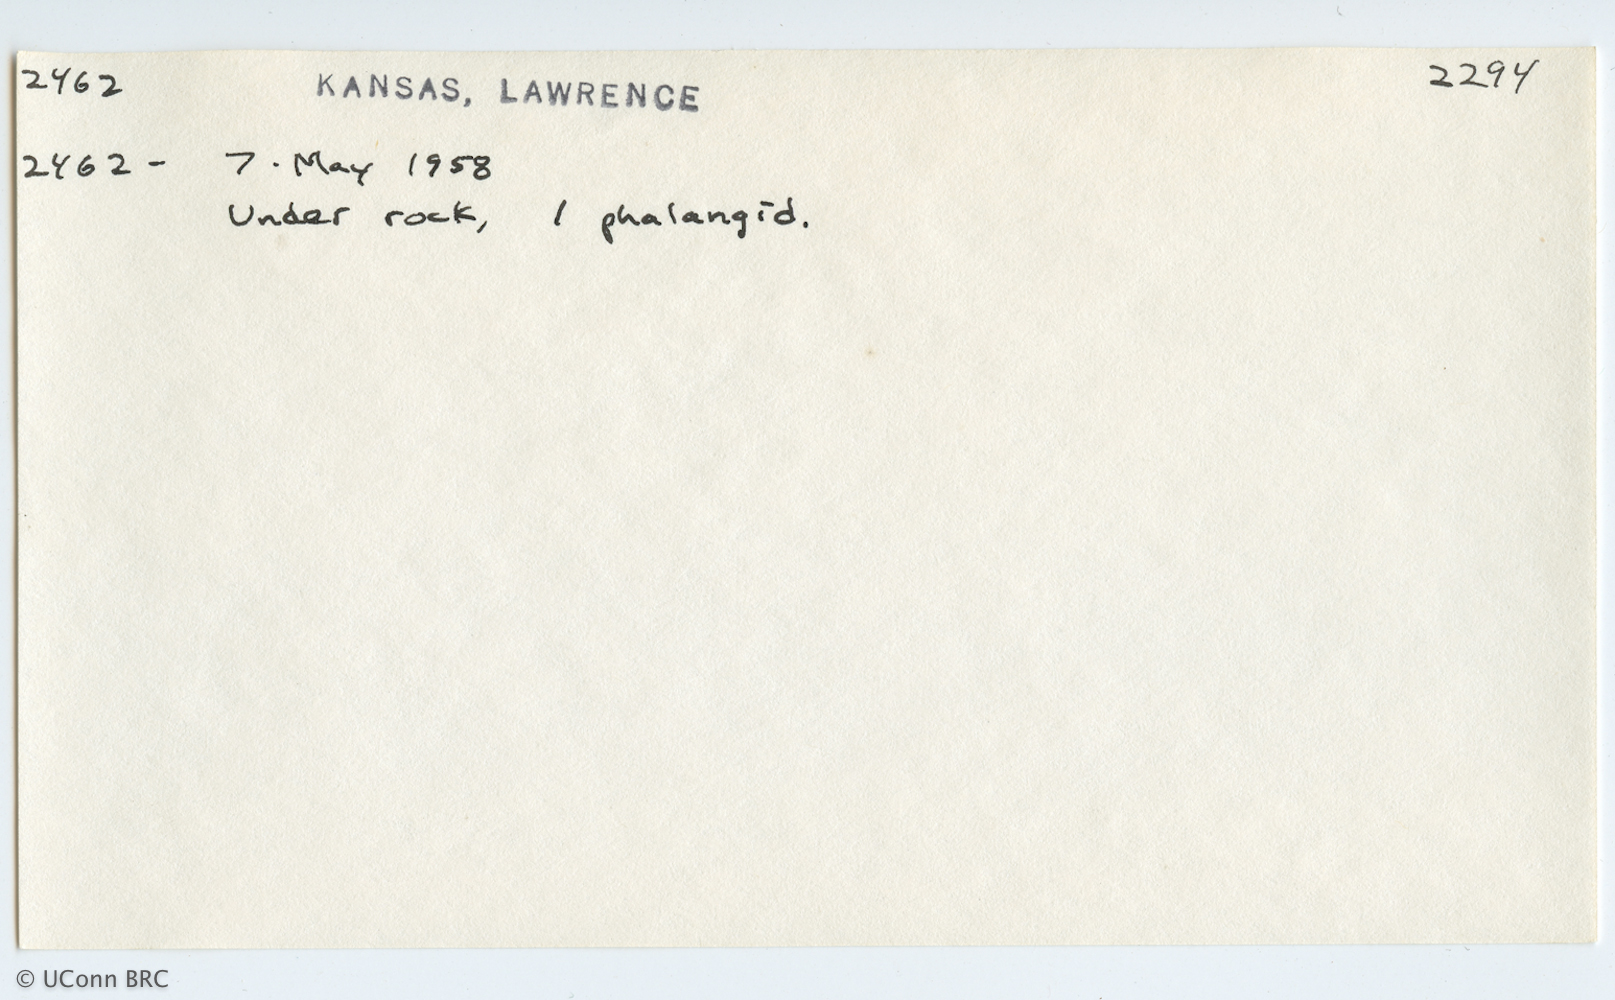 2462 KANSAS, LAWRENCE 2294
2462 - 7 · May 1958
Under rock, 1 phalangid.
© UConn BRC